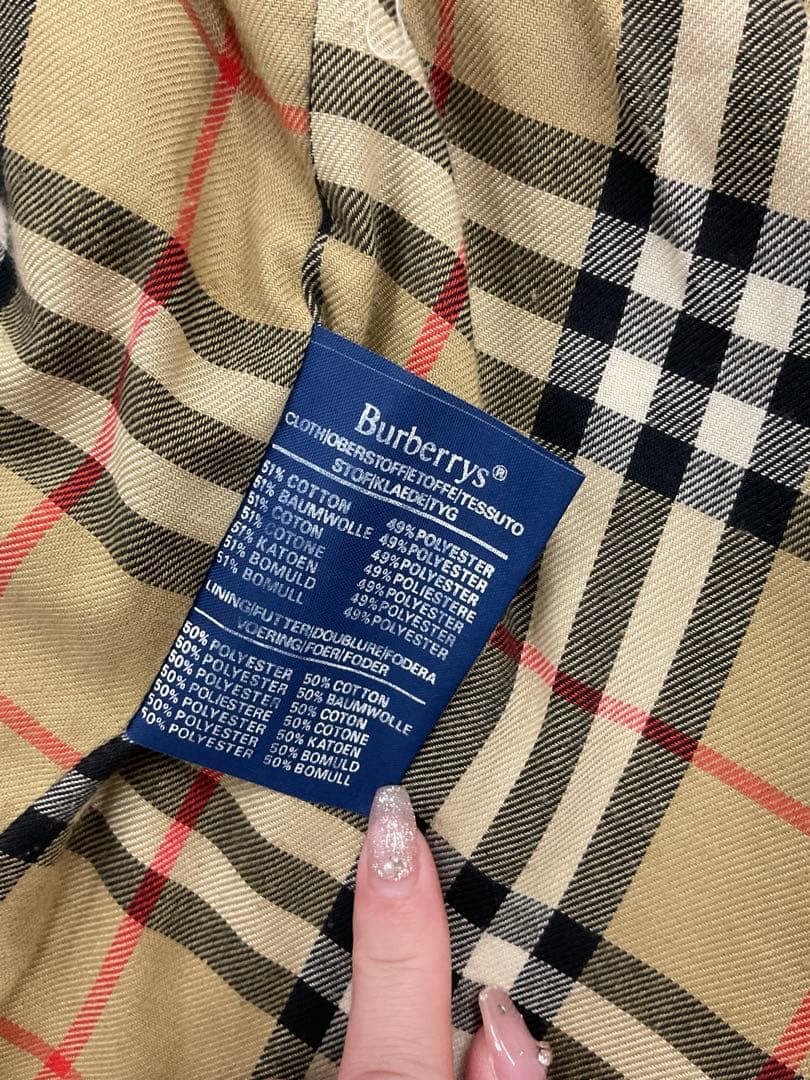 Burberrys®
CLOTH|OBERSTOFF|ETOFFE|TESSUTO
STOF|KLAEDE|TYG
51% COTTON 49% POLYESTER
51% BAUMWOLLE 49% POLYESTER
51% COTON 49% POLYESTER
51% COTONE 49% POLIESTERE
51% KATOEN 49% POLYESTER
51% BOMULD 49% POLYESTER
51% BOMULL 49% POLYESTER
LINING|FUTTER|DOUBLURE|FODERA
VOERING|FOER|FODER
50% POLYESTER 50% COTTON
50% POLYESTER 50% BAUMWOLLE
50% POLYESTER 50% COTON
50% POLIESTERE 50% COTONE
50% POLYESTER 50% KATOEN
50% POLYESTER 50% BOMULD
50% POLYESTER 50% BOMULL